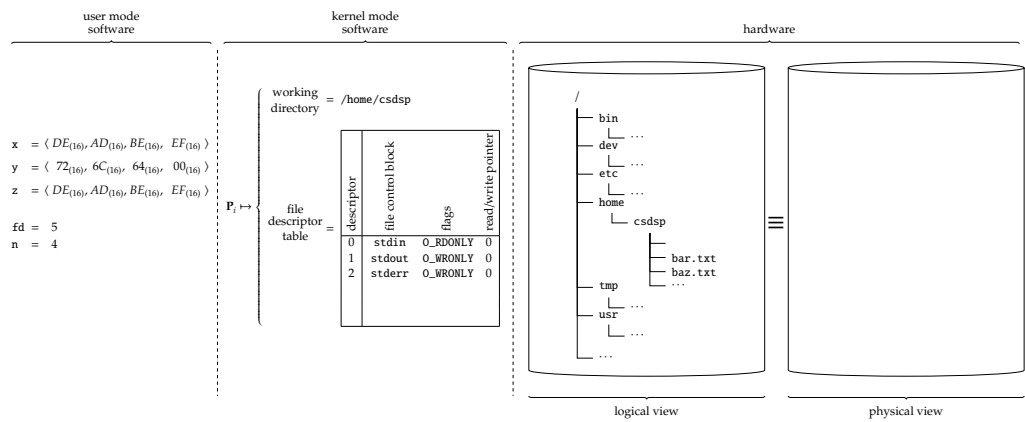 user mode
software
kernel mode
software
hardware
x = ⟨ DE(16), AD(16), BE(16), EF(16) ⟩
y = ⟨ 72(16), 6C(16), 64(16), 00(16) ⟩
z = ⟨ DE(16), AD(16), BE(16), EF(16) ⟩
fd = 5
n = 4
Pi ↦
working
directory = /home/csdsp
file
descriptor
table =
descriptor file control block flags read/write pointer
0 stdin O_RDONLY 0
1 stdout O_WRONLY 0
2 stderr O_WRONLY 0
/
bin
...
dev
...
etc
...
home
csdsp
bar.txt
baz.txt
...
tmp
...
usr
...
...
≡
logical view
physical view